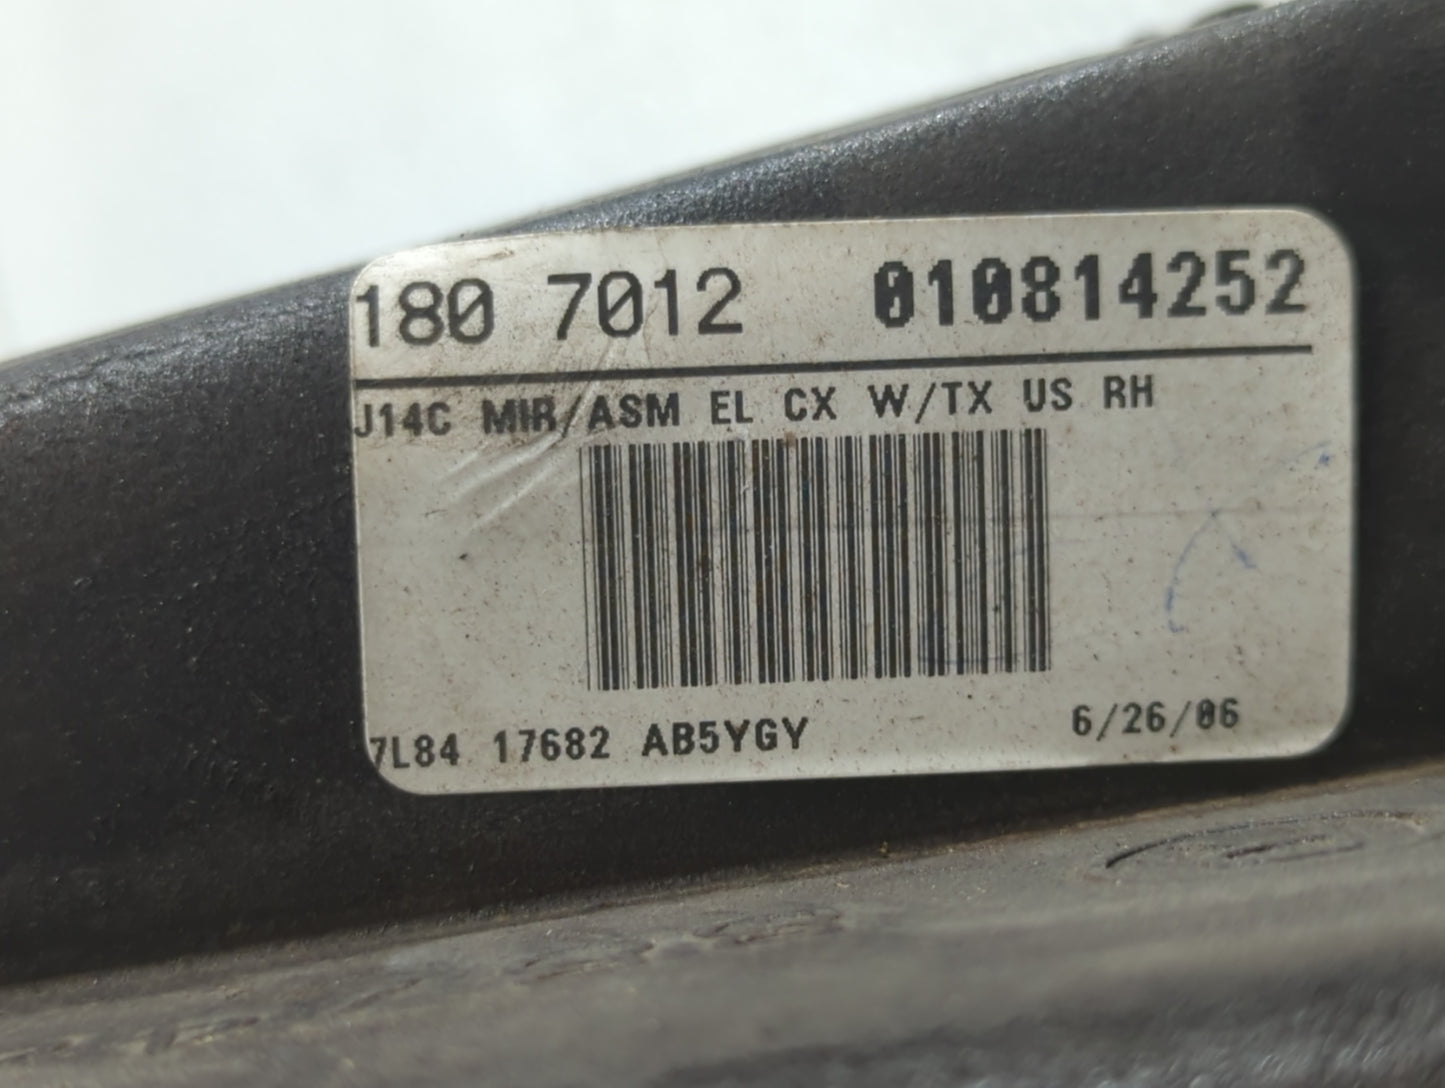 180 7012 010814252
J14C MIR/ASM EL CX W/TX US RH
7L84 17682 AB5YGY 6/26/06